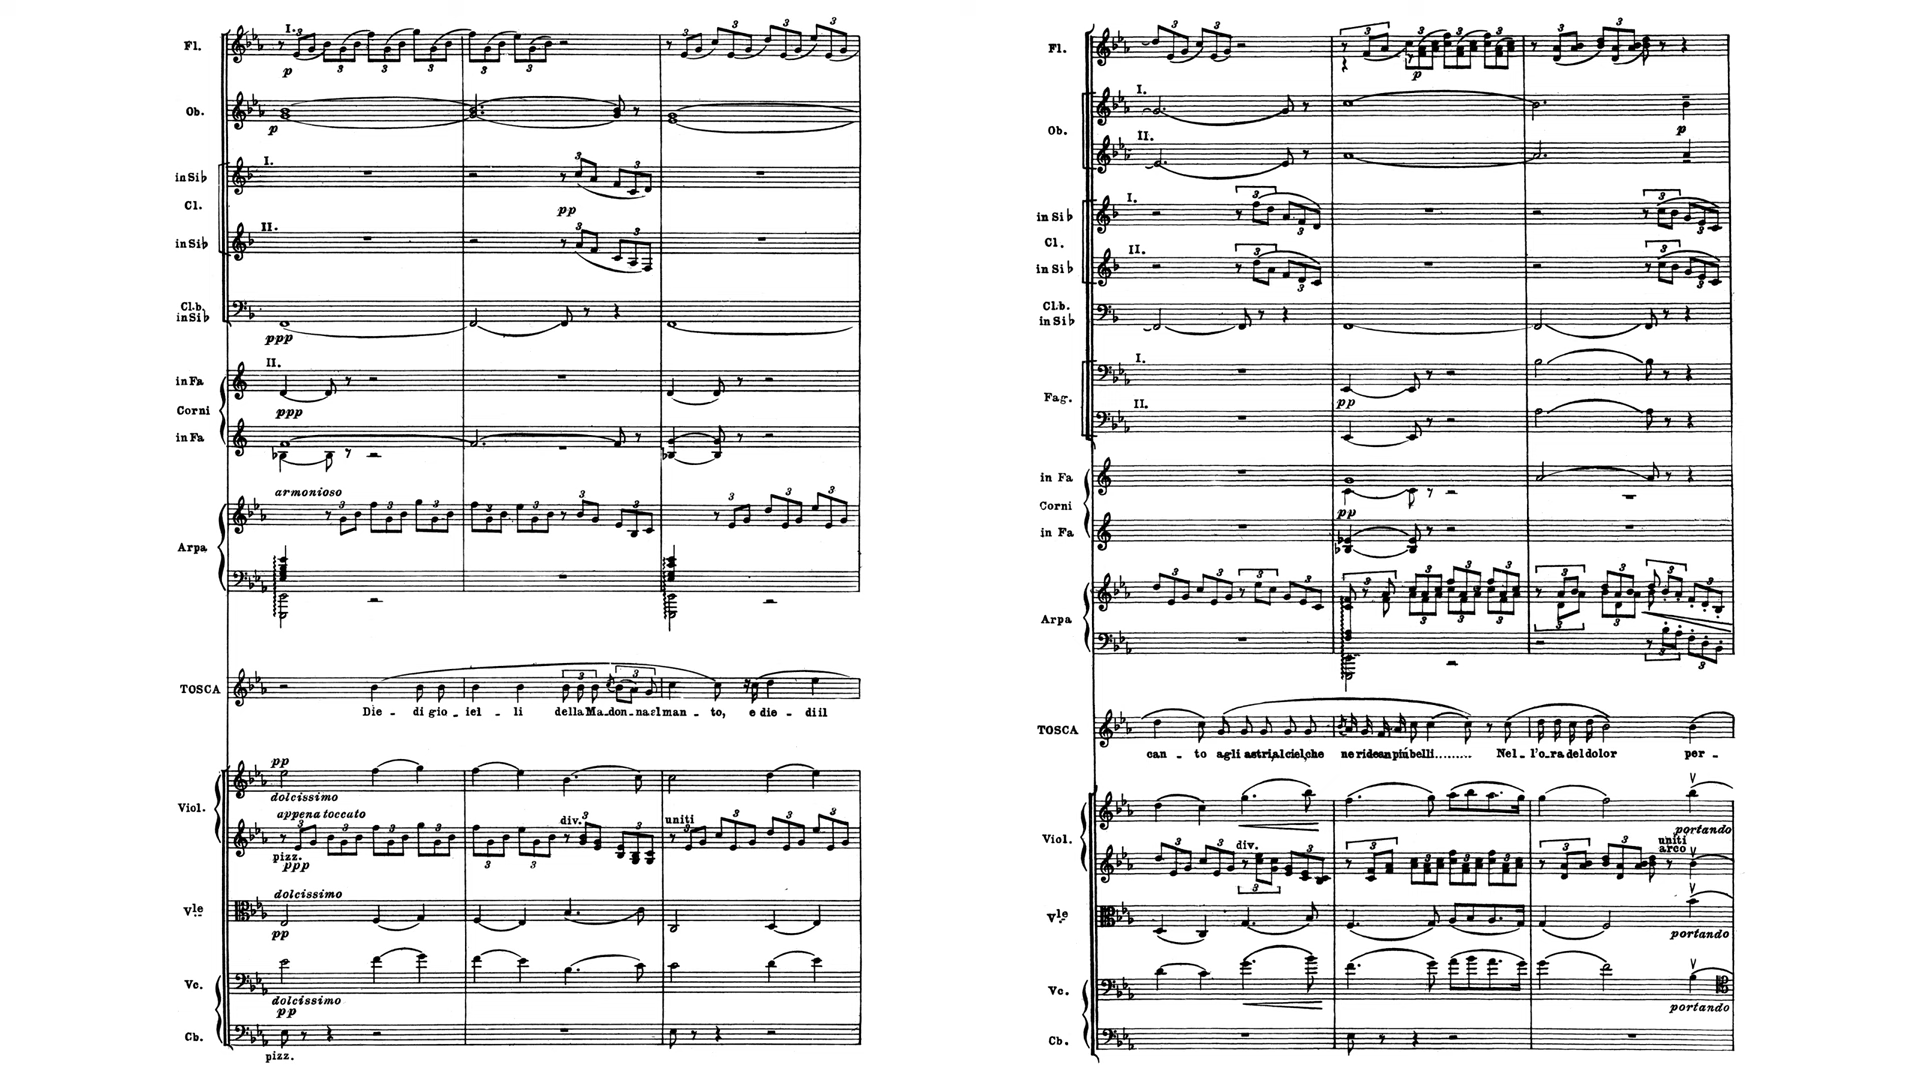 Fl.
I.
p
Ob.
p
I.
in Sib
Cl.
pp
II.
in Sib
Cl.b.
in Sib
ppp
II.
in Fa
ppp
Corni
in Fa
armonioso
Arpa
TOSCA
Die - di gio - iel - li della Ma-don-na al man - to, e die - di il
pp
dolcissimo
appena toccato
Viol.
div.
uniti
pizz.
ppp
dolcissimo
Vle
pp
Vc.
dolcissimo
pp
Cb.
pizz.
Fl.
p
I.
Ob.
II.
p
I.
in Sib
Cl.
II.
in Sib
Cl.b.
in Sib
I.
pp
Fag.
II.
in Fa
Corni
pp
in Fa
Arpa
TOSCA
can - to agli astri, al ciel, che ne ridean più belli......... Nel - l'o-ra del dolor per -
portando
Viol.
div.
uniti
arco
Vle
portando
Vc.
portando
Cb.